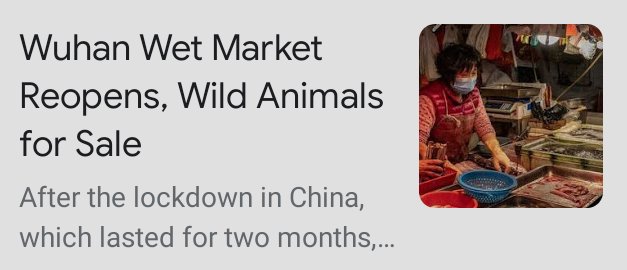 Wuhan Wet Market
Reopens, Wild Animals
for Sale
After the lockdown in China,
which lasted for two months,...